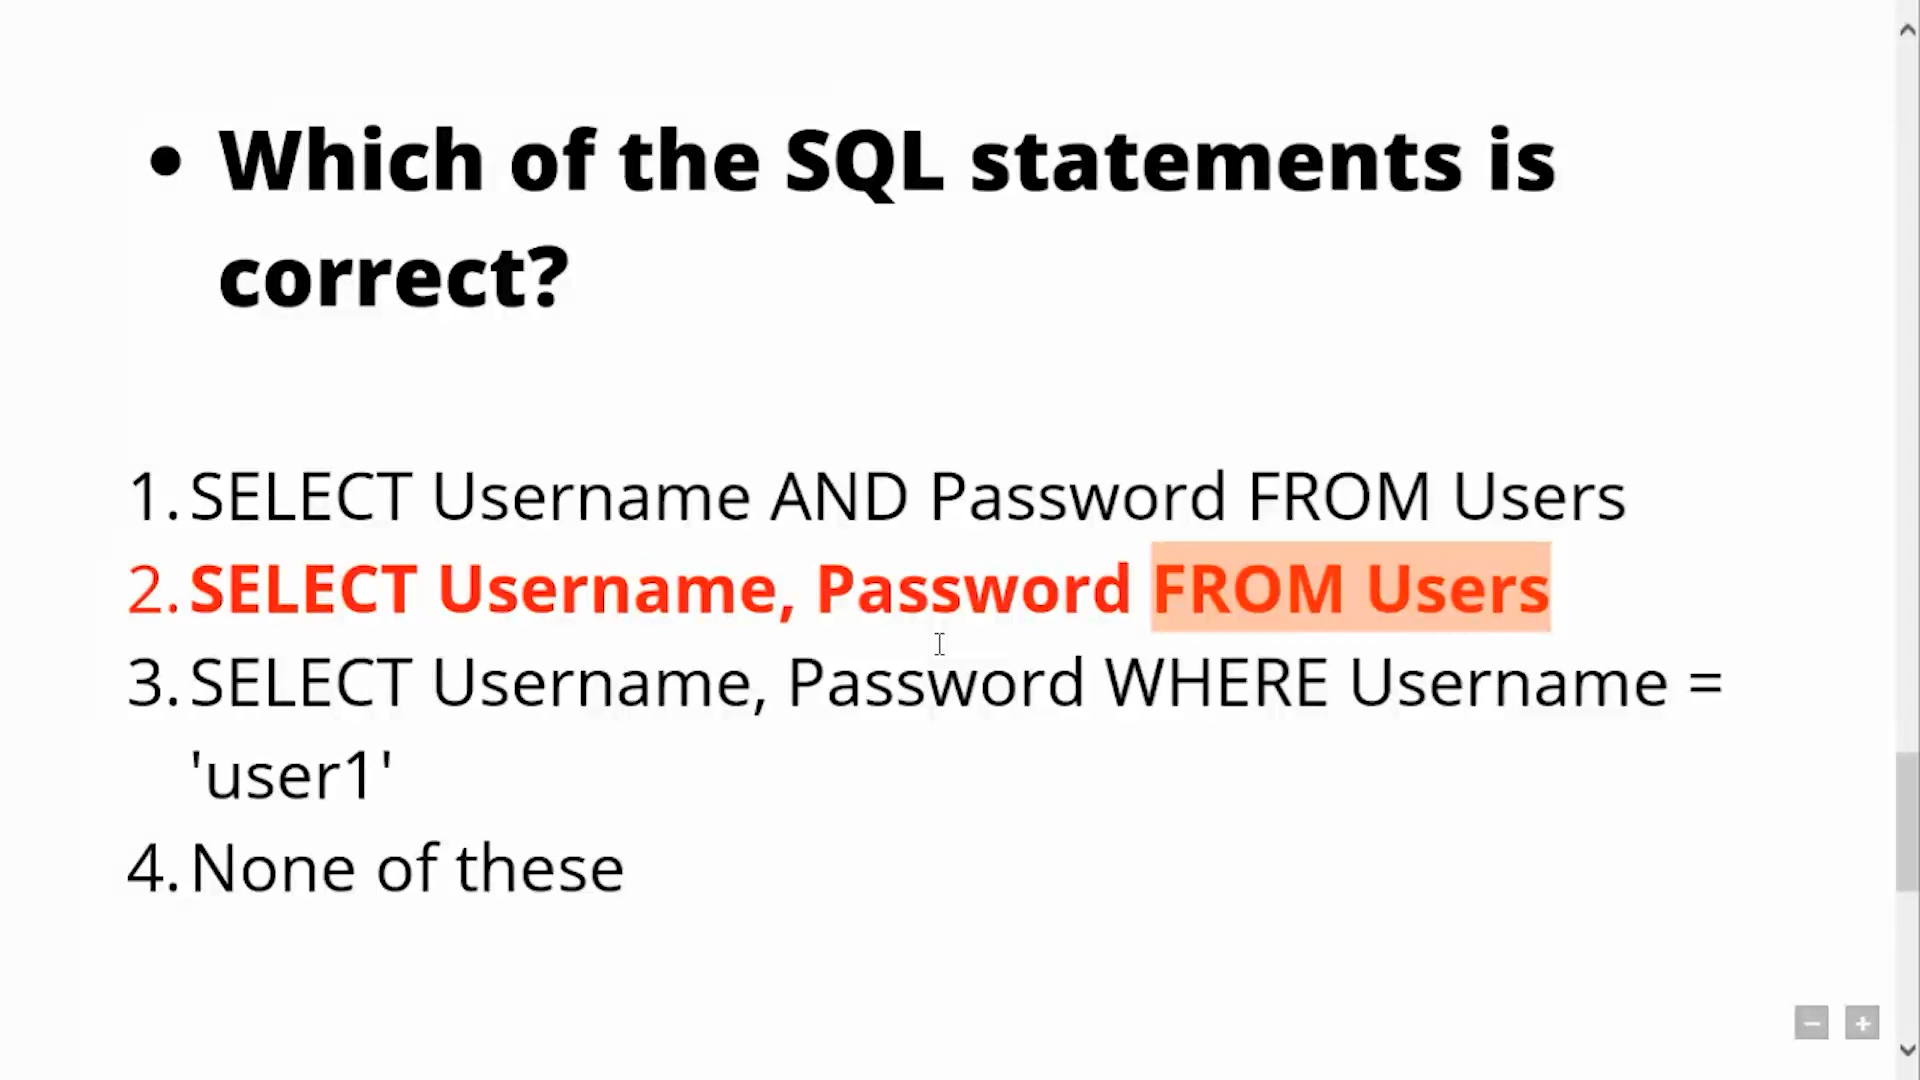 • Which of the SQL statements is
correct?
1. SELECT Username AND Password FROM Users
2. SELECT Username, Password FROM Users
3. SELECT Username, Password WHERE Username =
'user1'
4. None of these